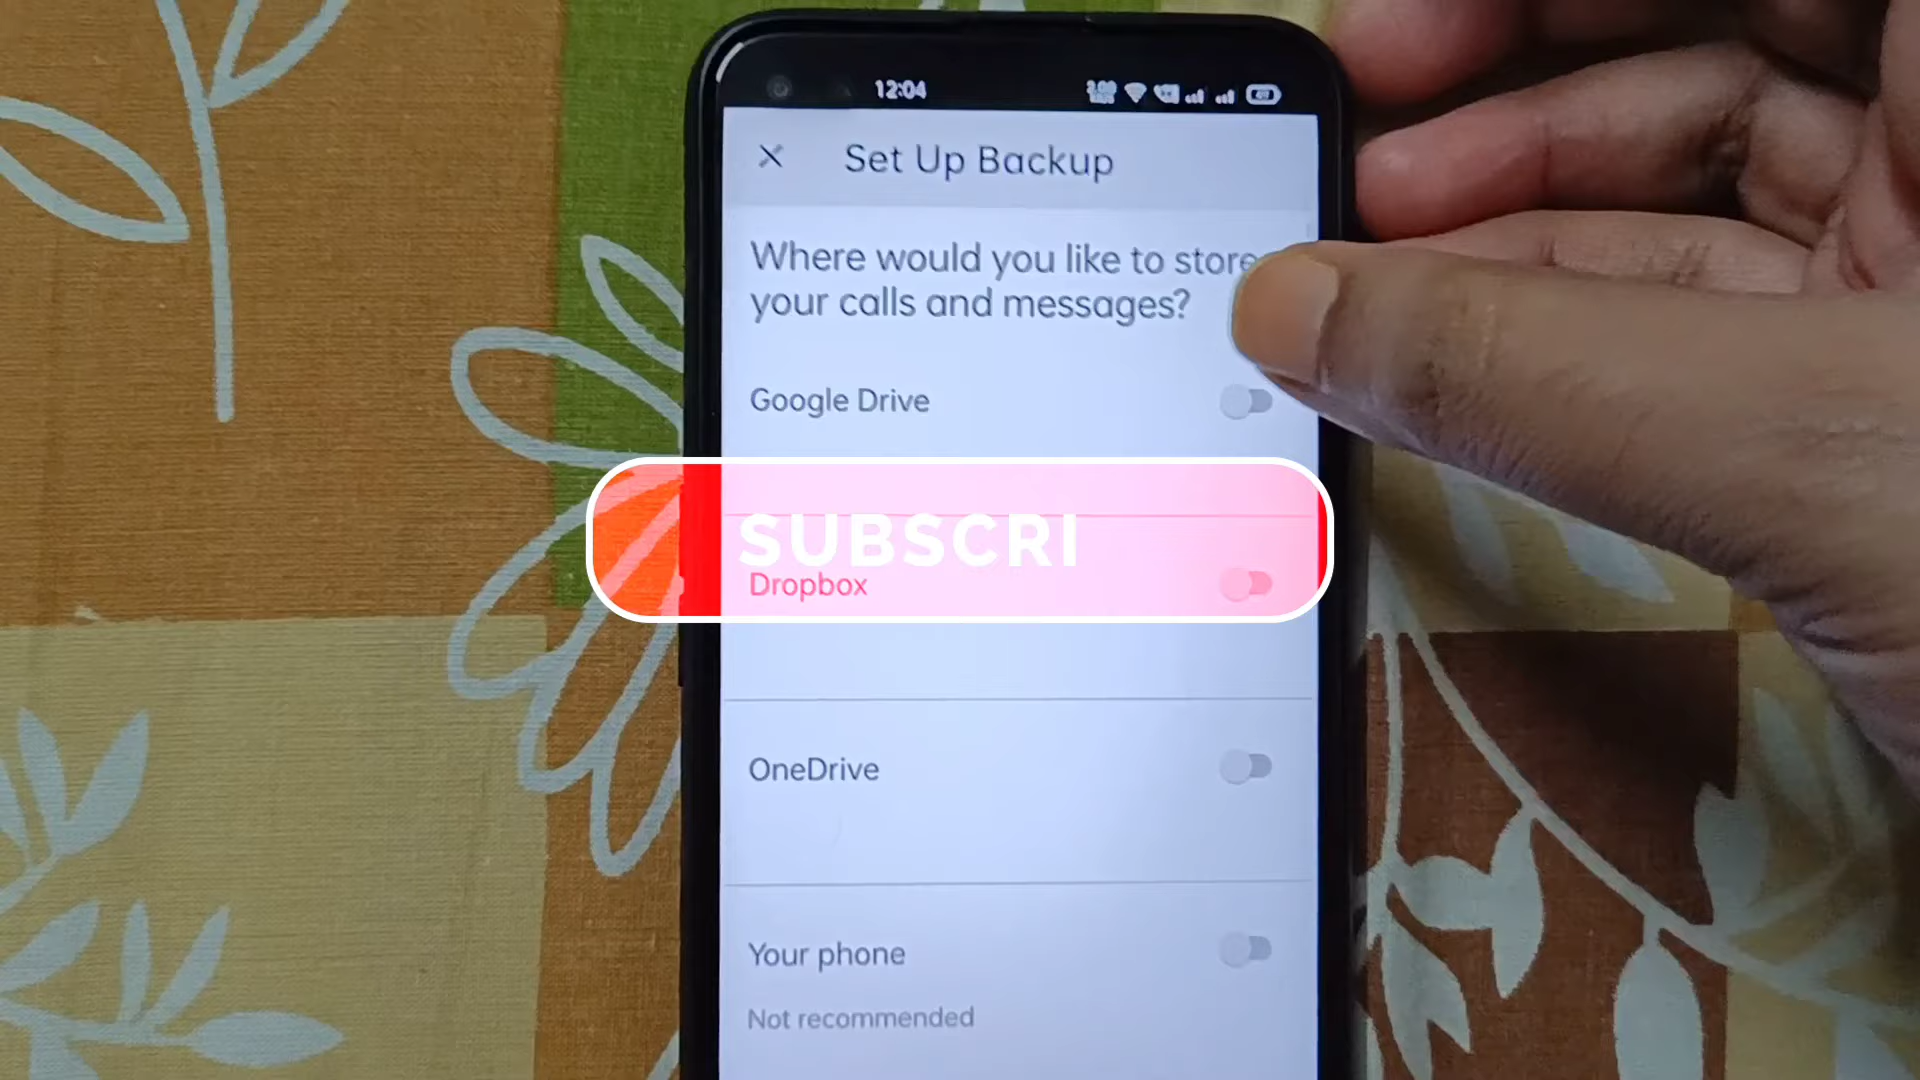 12:04
Set Up Backup
Where would you like to store
your calls and messages?
Google Drive
SUBSCRI
Dropbox
OneDrive
Your phone
Not recommended